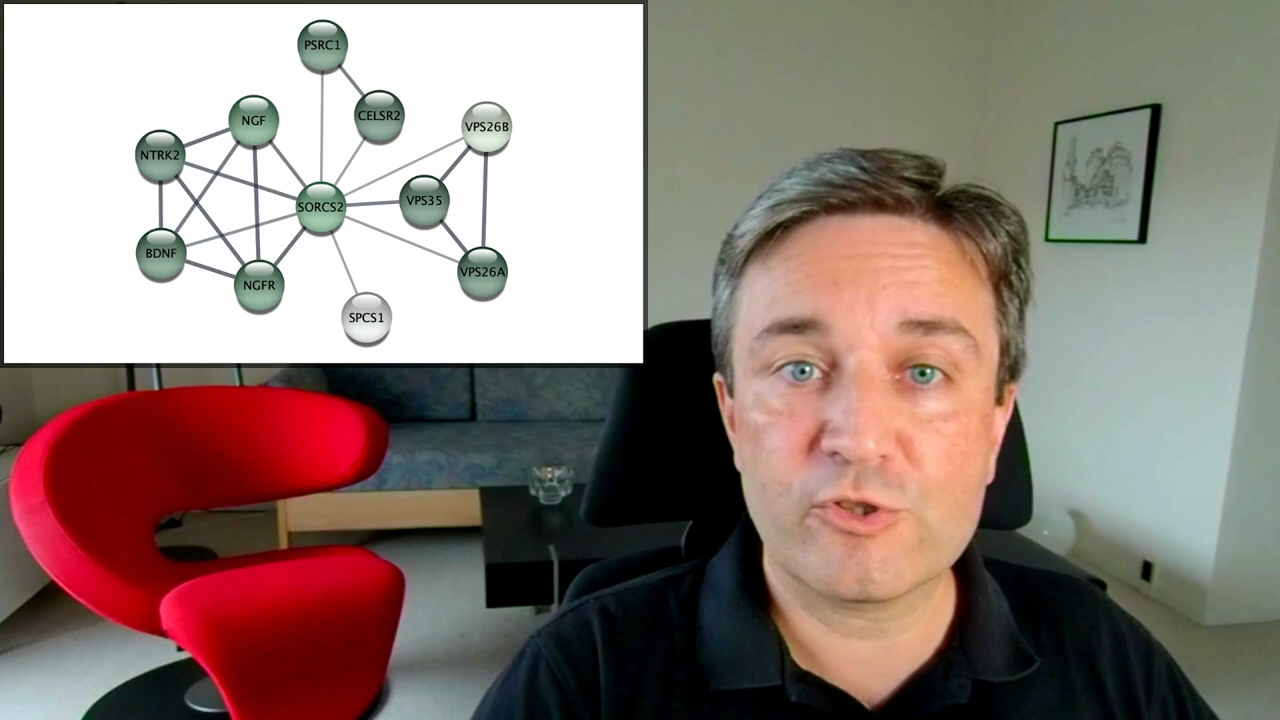 PSRC1
CELSR2
NGF
VPS26B
NTRK2
VPS35
SORCS2
BDNF
VPS26A
NGFR
SPCS1